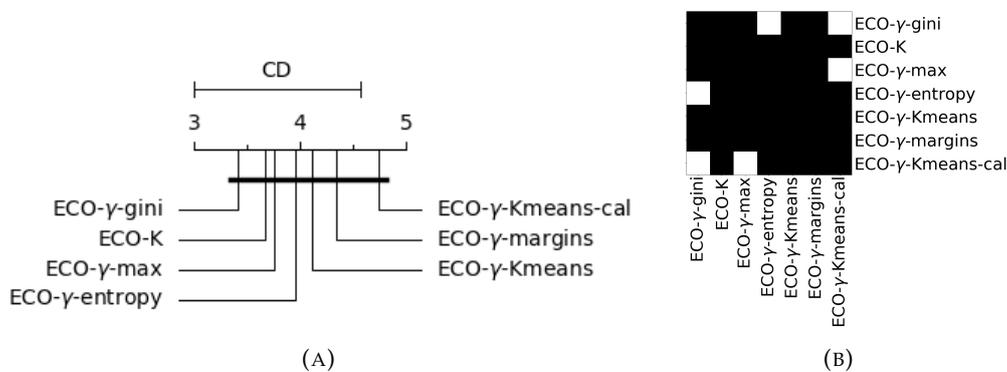 CD
3 4 5
ECO-γ-gini
ECO-K
ECO-γ-max
ECO-γ-entropy
ECO-γ-Kmeans-cal
ECO-γ-margins
ECO-γ-Kmeans
(A)
ECO-γ-gini
ECO-K
ECO-γ-max
ECO-γ-entropy
ECO-γ-Kmeans
ECO-γ-margins
ECO-γ-Kmeans-cal
ECO-γ-gini
ECO-K
ECO-γ-max
ECO-γ-entropy
ECO-γ-Kmeans
ECO-γ-margins
ECO-γ-Kmeans-cal
(B)